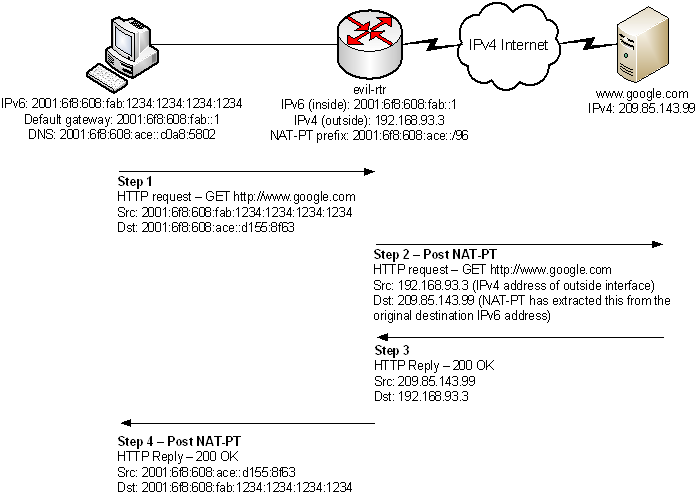 IPv4 Internet
evil-rtr
IPv6 (inside): 2001:6f8:608:fab::1
IPv4 (outside): 192.168.93.3
NAT-PT prefix: 2001:6f8:608:ace::/96
www.google.com
IPv4: 209.85.143.99
IPv6: 2001:6f8:608:fab:1234:1234:1234:1234
Default gateway: 2001:6f8:608:fab::1
DNS: 2001:6f8:608:ace::c0a8:5802
Step 1
HTTP request – GET http://www.google.com
Src: 2001:6f8:608:fab:1234:1234:1234:1234
Dst: 2001:6f8:608:ace::d155:8f63
Step 2 – Post NAT-PT
HTTP request – GET http://www.google.com
Src: 192.168.93.3 (IPv4 address of outside interface)
Dst: 209.85.143.99 (NAT-PT has extracted this from the
original destination IPv6 address)
Step 3
HTTP Reply – 200 OK
Src: 209.85.143.99
Dst: 192.168.93.3
Step 4 – Post NAT-PT
HTTP Reply – 200 OK
Src: 2001:6f8:608:ace::d155:8f63
Dst: 2001:6f8:608:fab:1234:1234:1234:1234